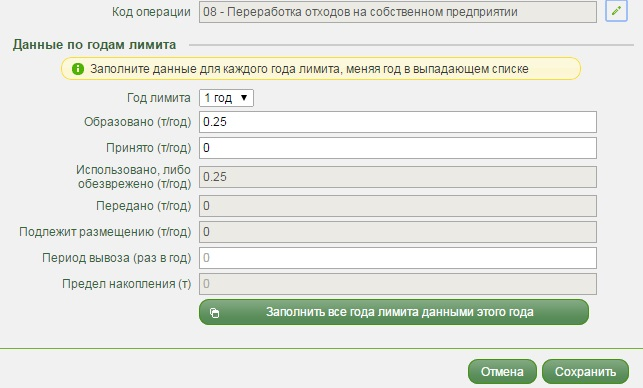 Код операции 08 - Переработка отходов на собственном предприятии
Данные по годам лимита
Заполните данные для каждого года лимита, меняя год в выпадающем списке
Год лимита 1 год
Образовано (т/год) 0.25
Принято (т/год) 0
Использовано, либо
обезврежено (т/год) 0.25
Передано (т/год) 0
Подлежит размещению (т/год) 0
Период вывоза (раз в год) 0
Предел накопления (т) 0
Заполнить все года лимита данными этого года
Отмена Сохранить